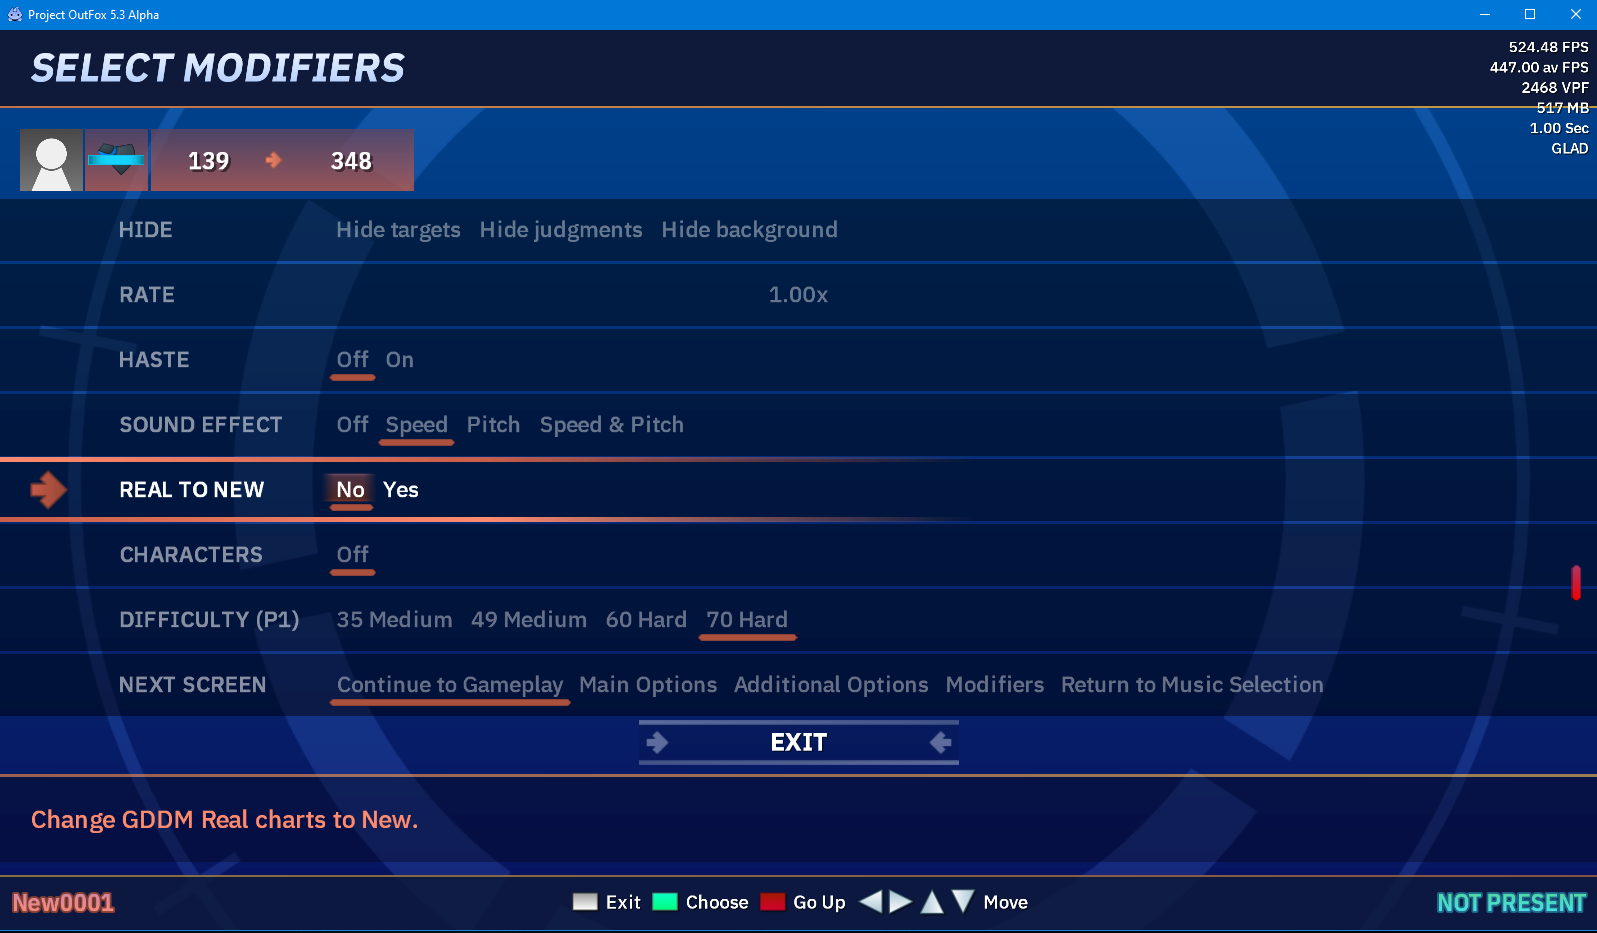 Project OutFox 5.3 Alpha
SELECT MODIFIERS
524.48 FPS
447.00 av FPS
2468 VPF
517 MB
1.00 Sec
GLAD
139 348
HIDE Hide targets Hide judgments Hide background
RATE 1.00x
HASTE Off On
SOUND EFFECT Off Speed Pitch Speed & Pitch
REAL TO NEW No Yes
CHARACTERS Off
DIFFICULTY (P1) 35 Medium 49 Medium 60 Hard 70 Hard
NEXT SCREEN Continue to Gameplay Main Options Additional Options Modifiers Return to Music Selection
EXIT
Change GDDM Real charts to New.
New0001 Exit Choose Go Up Move NOT PRESENT